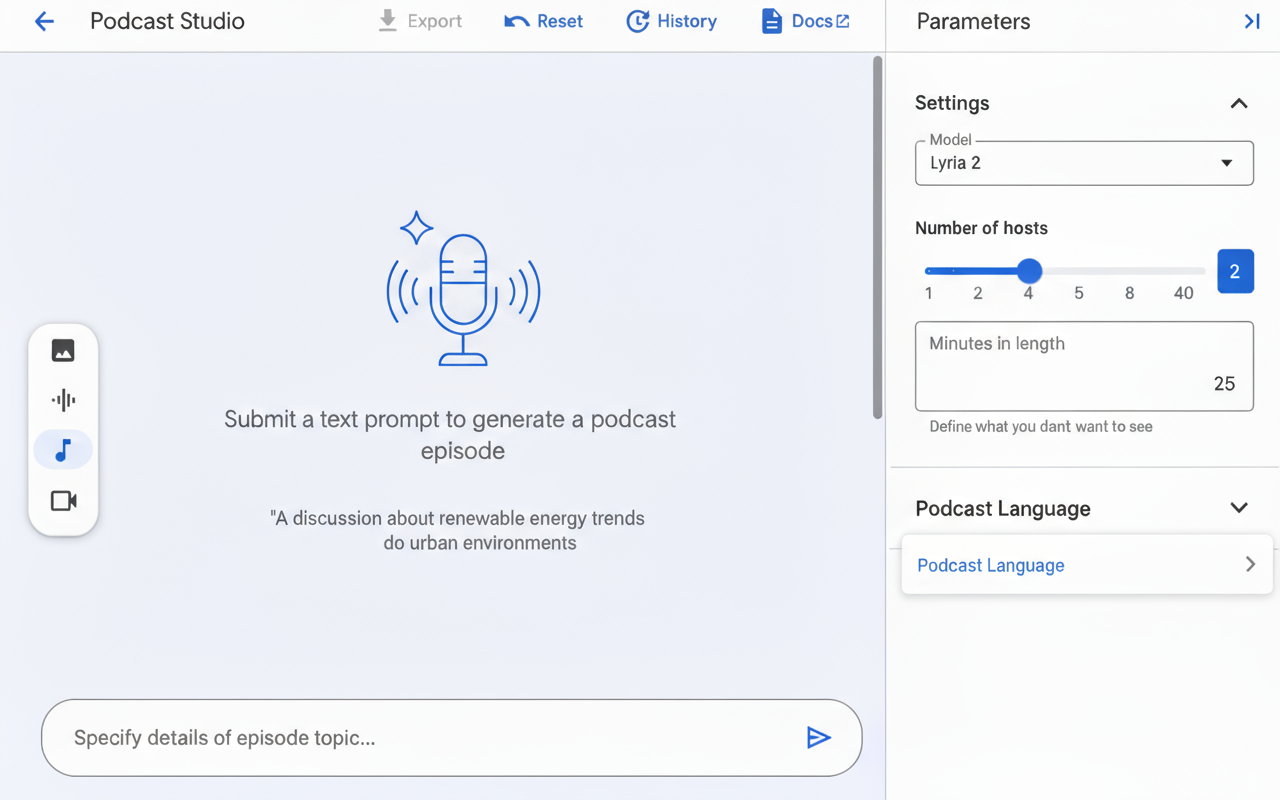 Podcast Studio
Export
Reset
History
Docs
Submit a text prompt to generate a podcast
episode
"A discussion about renewable energy trends
do urban environments
Specify details of episode topic...
Parameters
Settings
Model
Lyria 2
Number of hosts
2
1 2 4 5 8 40
Minutes in length
25
Define what you dant want to see
Podcast Language
Podcast Language